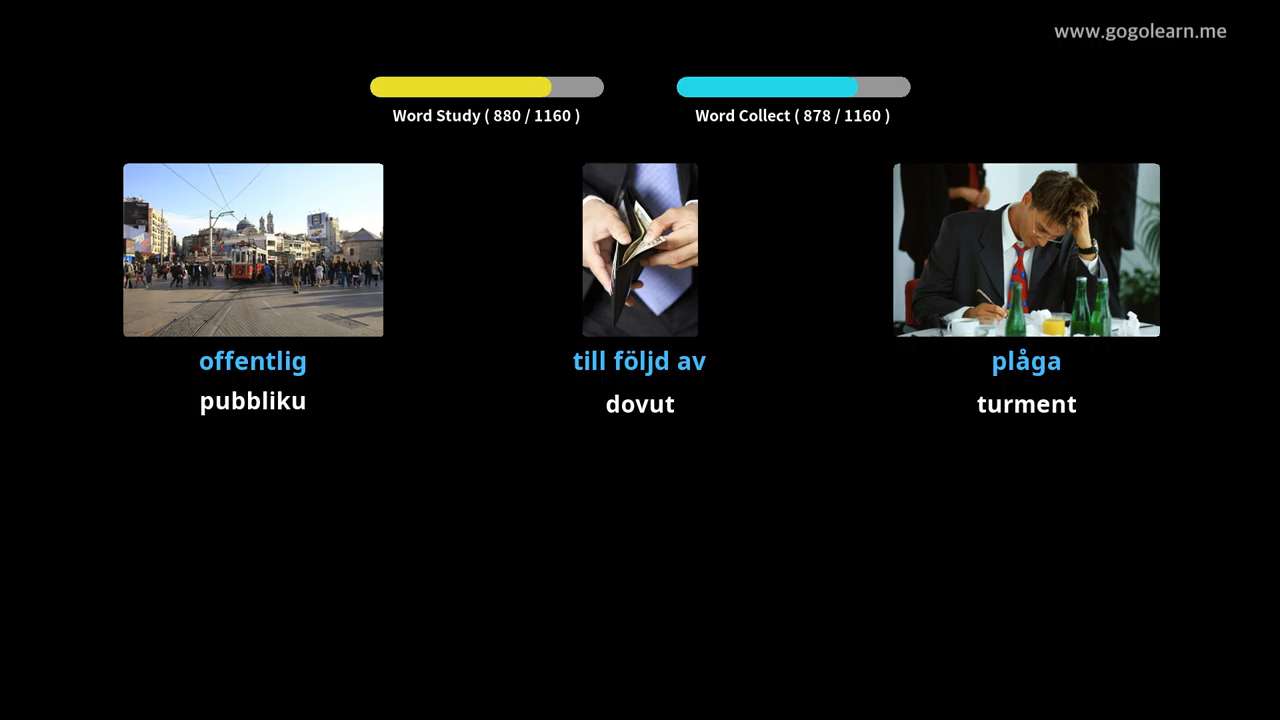 www.gogolearn.me
Word Study ( 880 / 1160 )
Word Collect ( 878 / 1160 )
offentlig
till följd av
plåga
pubbliku
dovut
turment